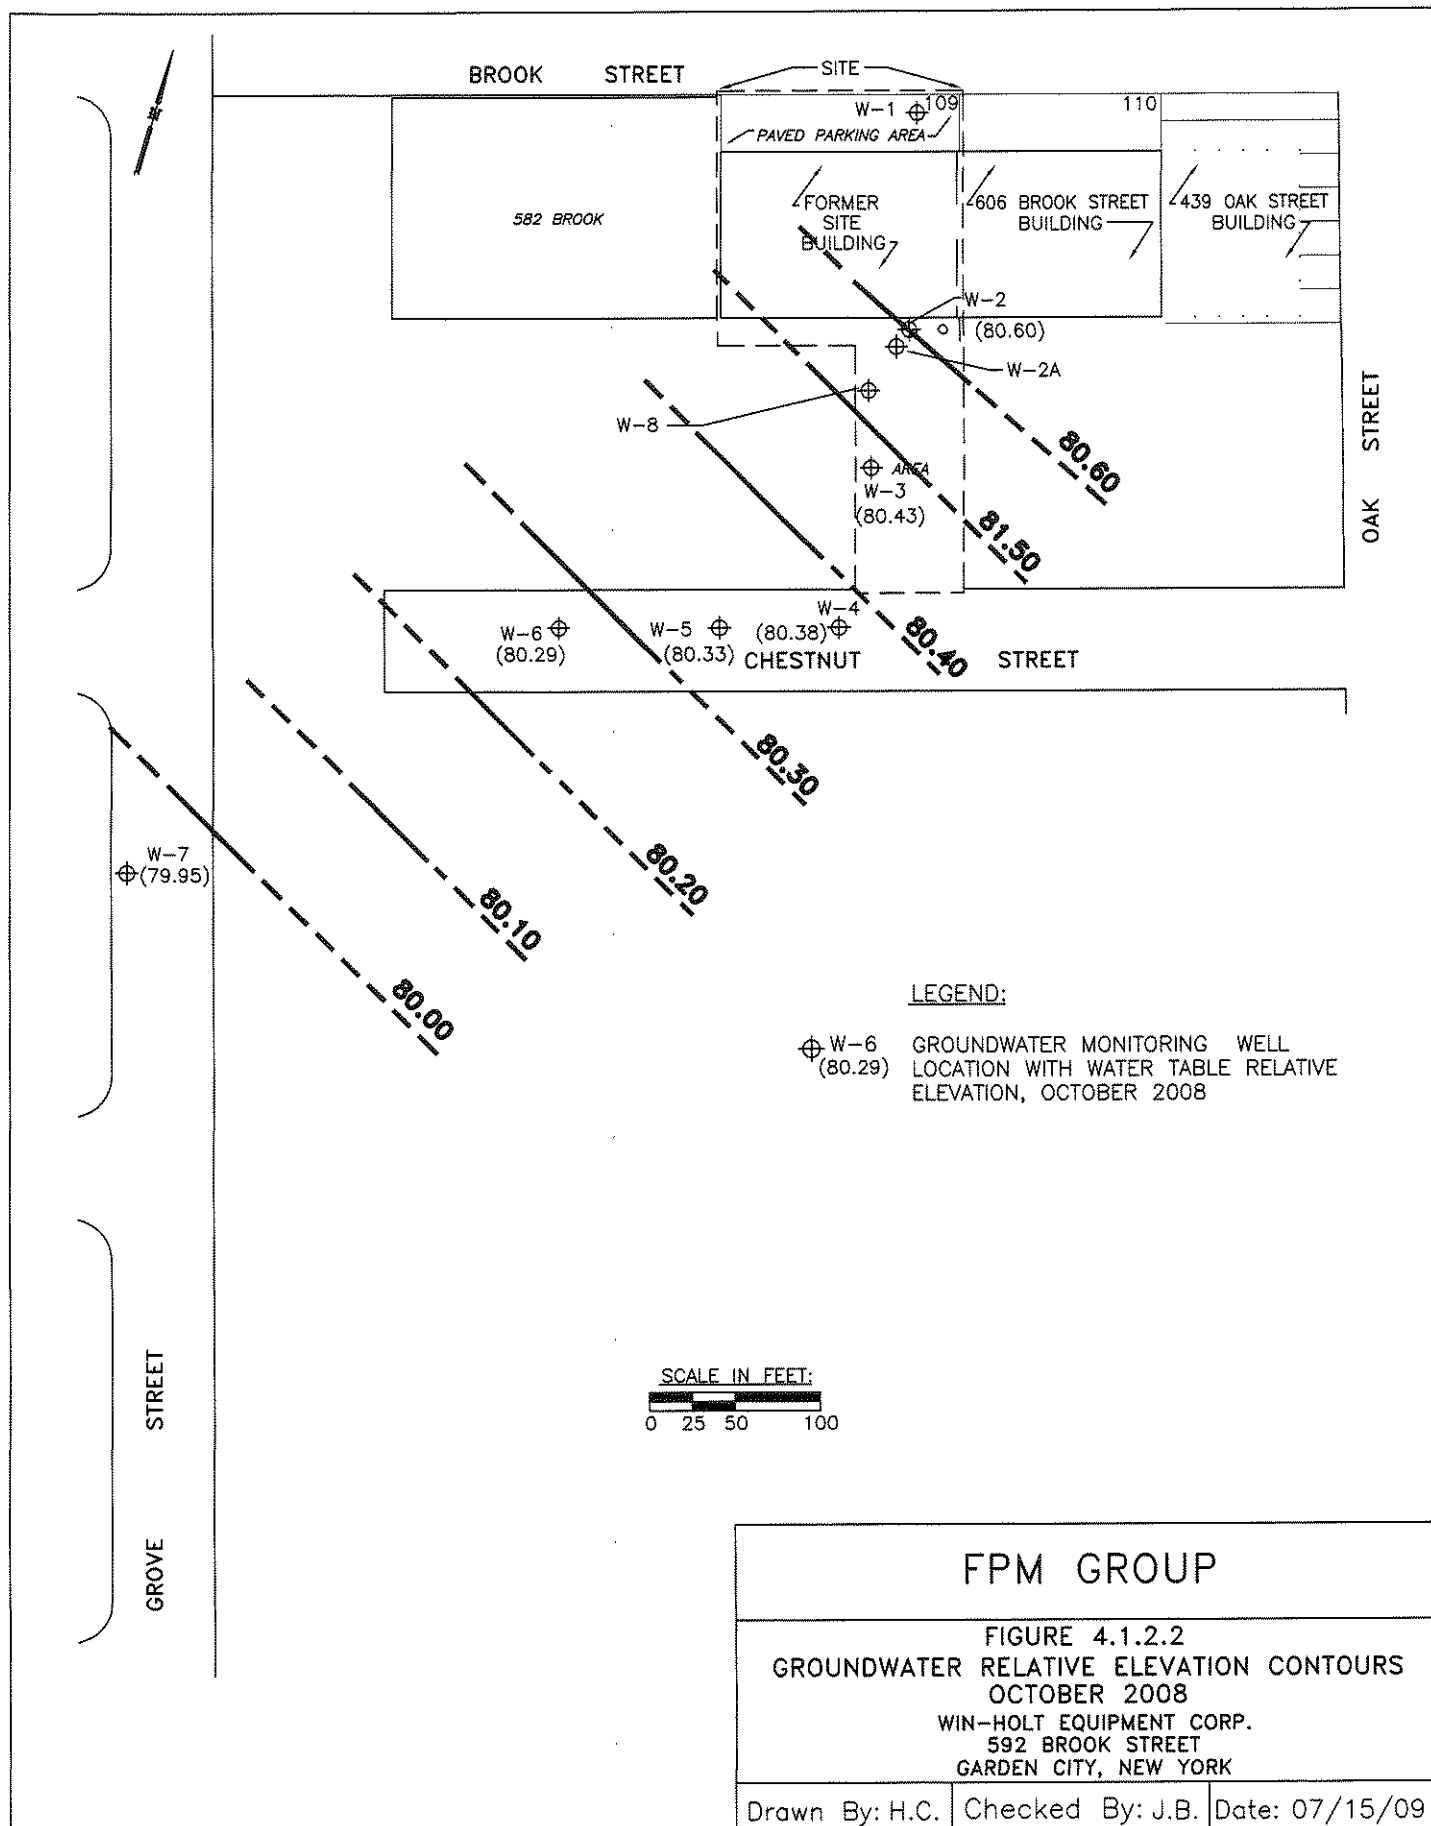 BROOK STREET
SITE
W-1
109
110
PAVED PARKING AREA
582 BROOK
FORMER
SITE
BUILDING
606 BROOK STREET
BUILDING
439 OAK STREET
BUILDING
W-2
(80.60)
W-2A
W-8
AREA
W-3
(80.43)
OAK STREET
80.60
81.50
80.40
80.30
80.20
80.10
80.00
W-4
(80.38)
W-5
(80.33)
W-6
(80.29)
CHESTNUT STREET
W-7
(79.95)
LEGEND:
W-6
(80.29)
GROUNDWATER MONITORING WELL
LOCATION WITH WATER TABLE RELATIVE
ELEVATION, OCTOBER 2008
SCALE IN FEET:
0 25 50 100
GROVE STREET
FPM GROUP
FIGURE 4.1.2.2
GROUNDWATER RELATIVE ELEVATION CONTOURS
OCTOBER 2008
WIN-HOLT EQUIPMENT CORP.
592 BROOK STREET
GARDEN CITY, NEW YORK
Drawn By: H.C. Checked By: J.B. Date: 07/15/09